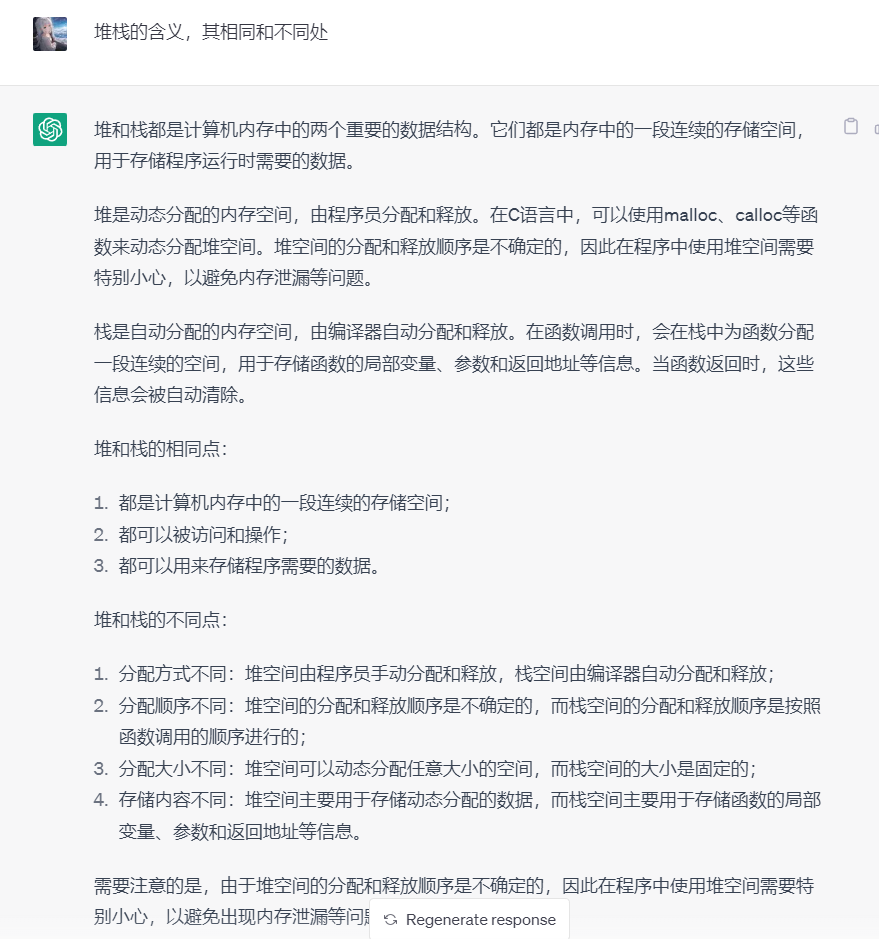 堆栈的含义，其相同和不同处
堆和栈都是计算机内存中的两个重要的数据结构。它们都是内存中的一段连续的存储空间，
用于存储程序运行时需要的数据。
堆是动态分配的内存空间，由程序员分配和释放。在C语言中，可以使用malloc、calloc等函
数来动态分配堆空间。堆空间的分配和释放顺序是不确定的，因此在程序中使用堆空间需要
特别小心，以避免内存泄漏等问题。
栈是自动分配的内存空间，由编译器自动分配和释放。在函数调用时，会在栈中为函数分配
一段连续的空间，用于存储函数的局部变量、参数和返回地址等信息。当函数返回时，这些
信息会被自动清除。
堆和栈的相同点：
1. 都是计算机内存中的一段连续的存储空间；
2. 都可以被访问和操作；
3. 都可以用来存储程序需要的数据。
堆和栈的不同点：
1. 分配方式不同：堆空间由程序员手动分配和释放，栈空间由编译器自动分配和释放；
2. 分配顺序不同：堆空间的分配和释放顺序是不确定的，而栈空间的分配和释放顺序是按照
函数调用的顺序进行的；
3. 分配大小不同：堆空间可以动态分配任意大小的空间，而栈空间的大小是固定的；
4. 存储内容不同：堆空间主要用于存储动态分配的数据，而栈空间主要用于存储函数的局部
变量、参数和返回地址等信息。
需要注意的是，由于堆空间的分配和释放顺序是不确定的，因此在程序中使用堆空间需要特
别小心，以避免出现内存泄漏等问
Regenerate response